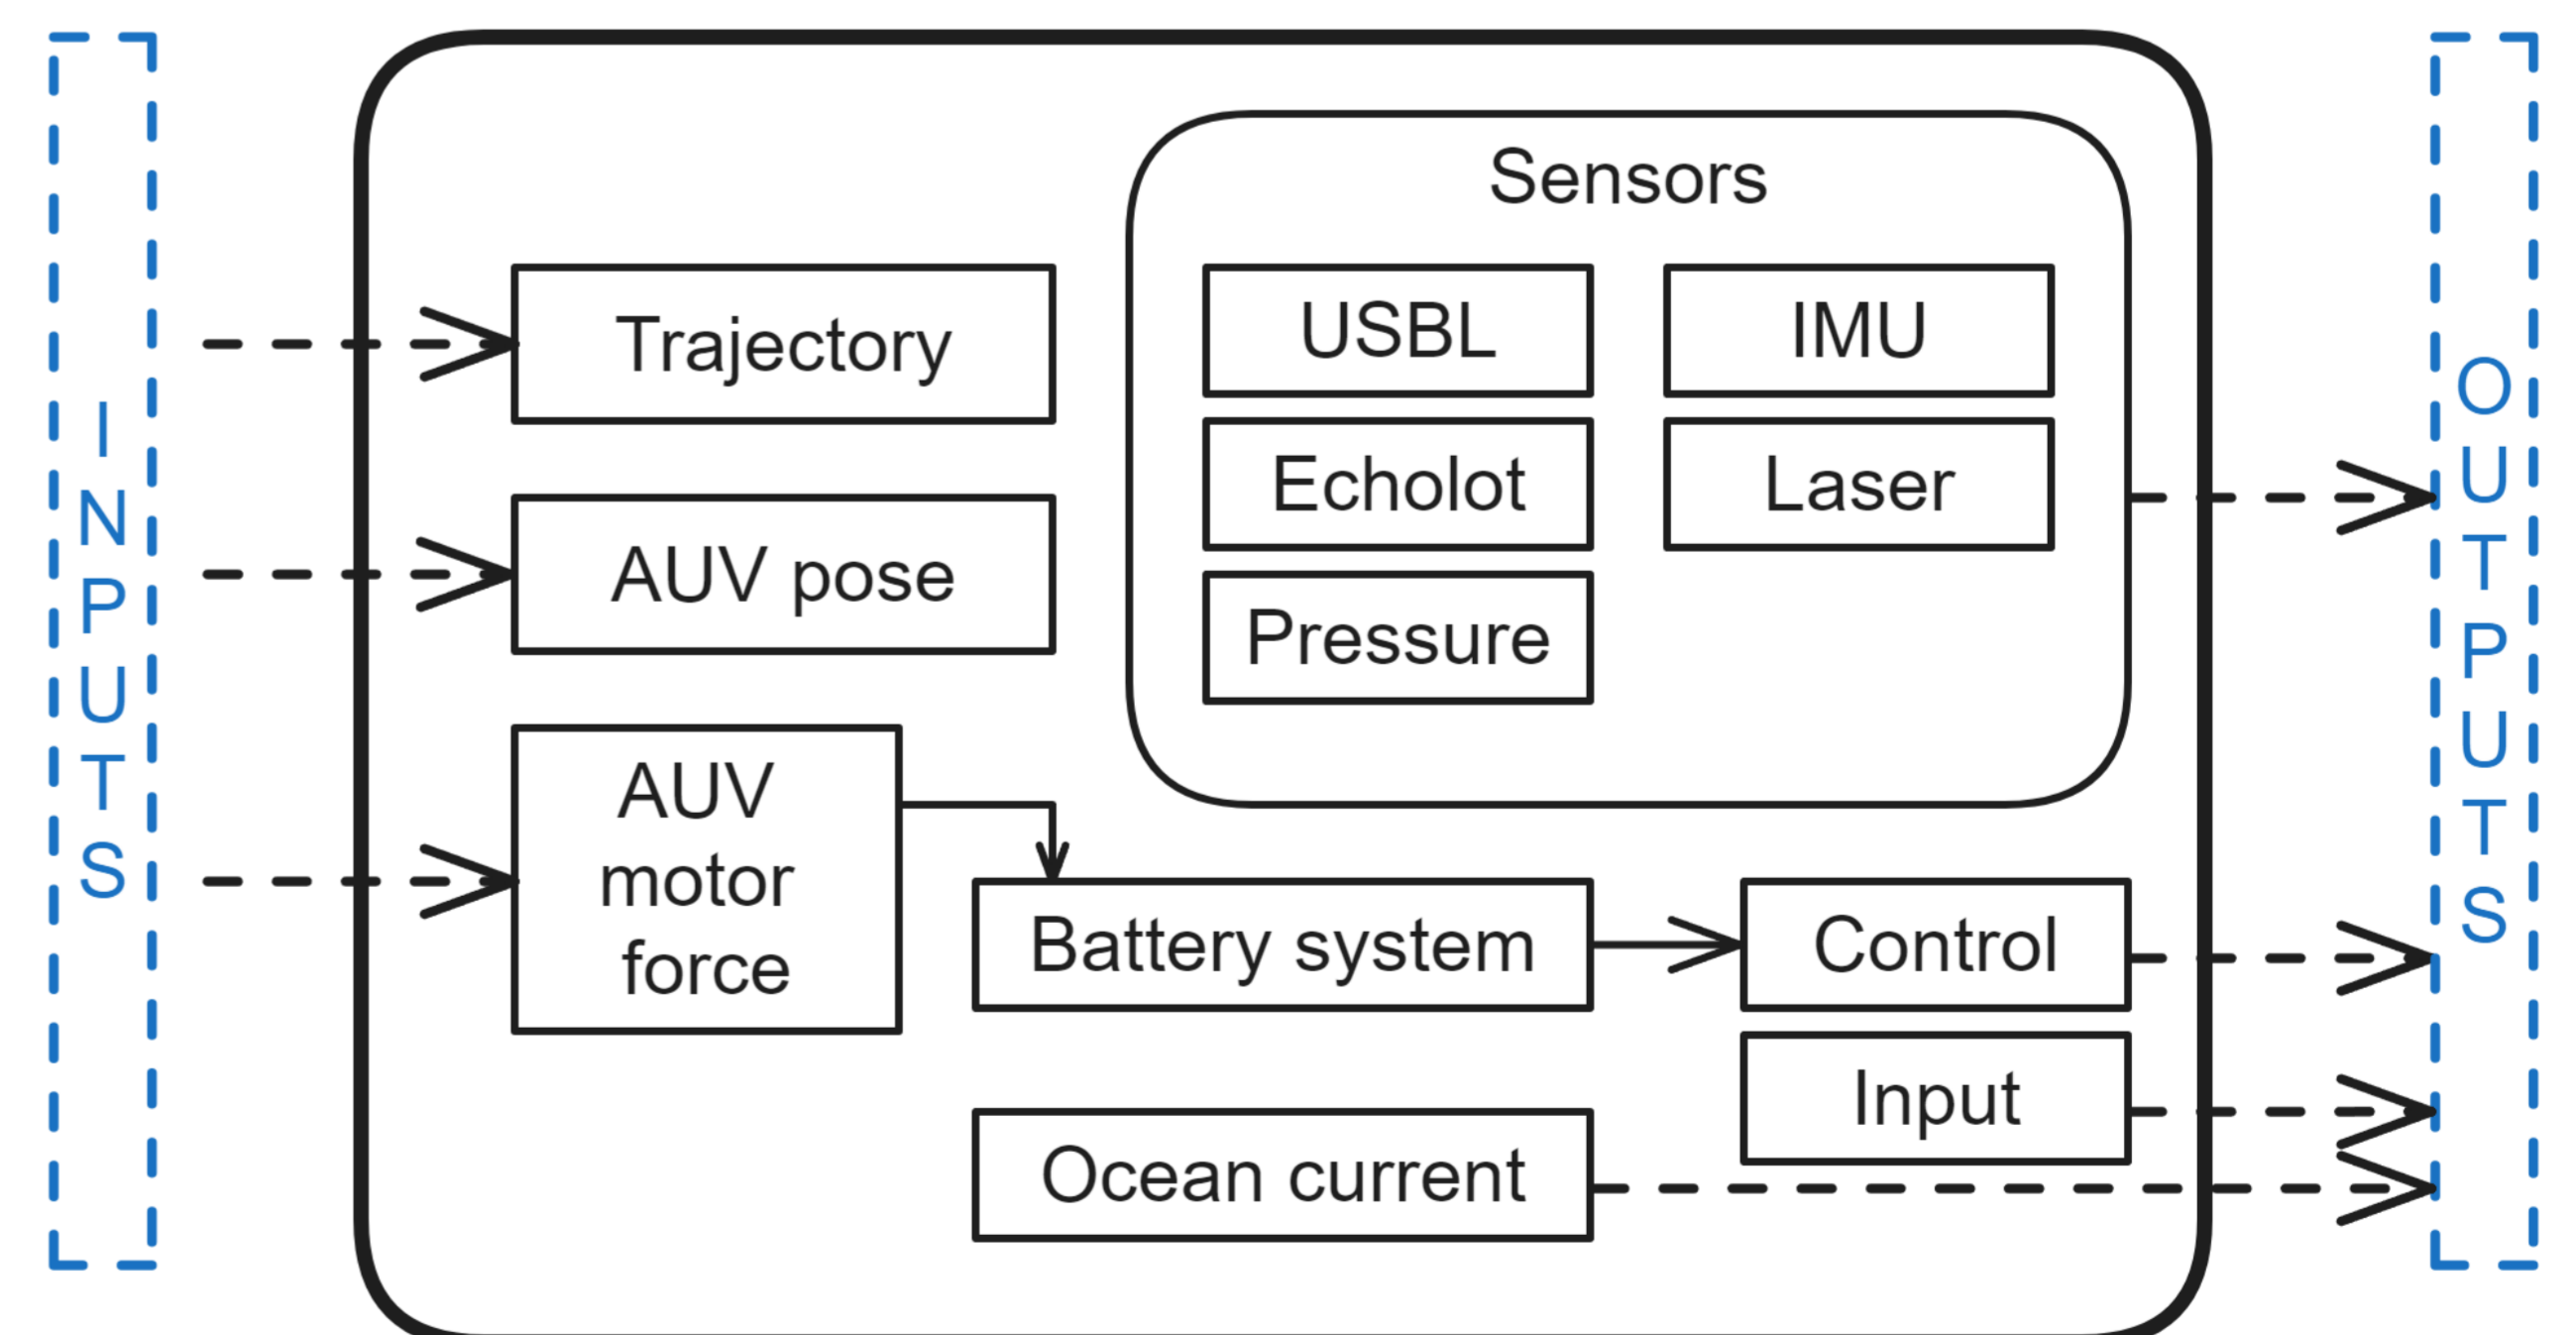 INPUTS
Trajectory
AUV pose
AUV
motor
force
Sensors
USBL
IMU
Echolot
Laser
Pressure
Battery system
Control
Input
Ocean current
OUTPUTS